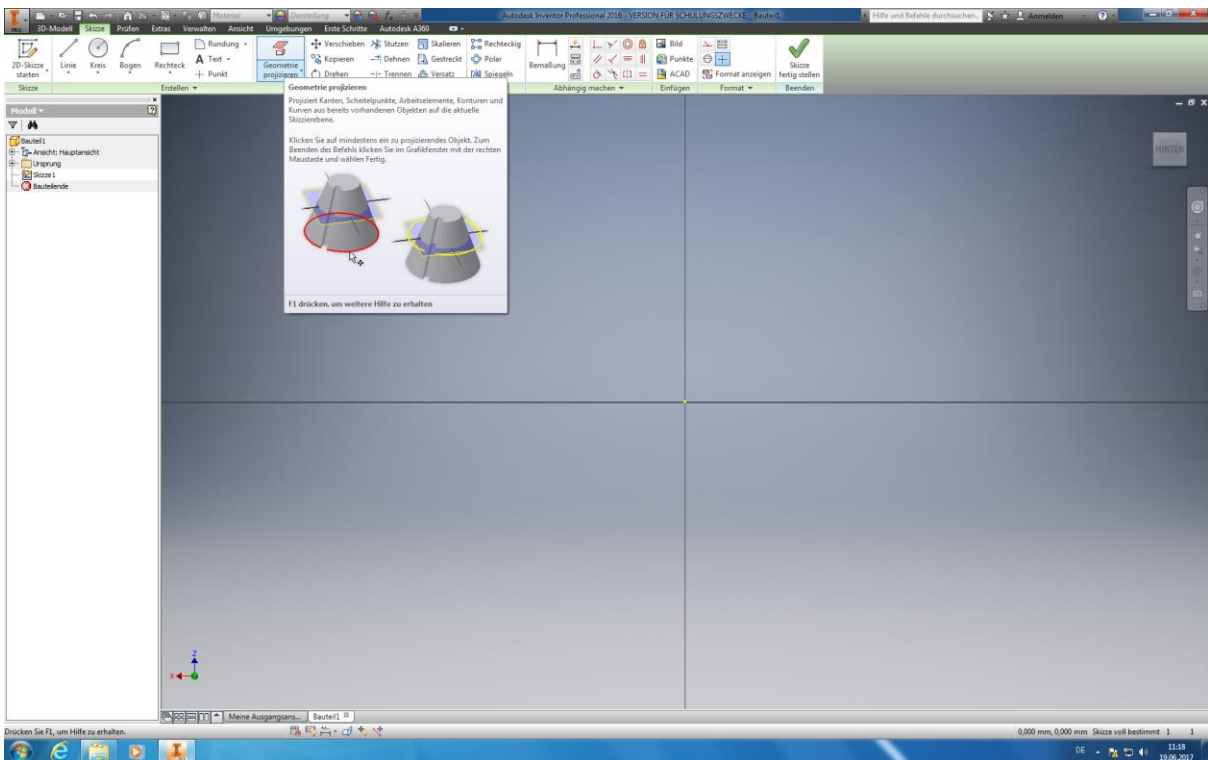 Material Darstellung Autodesk Inventor Professional 2016 - VERSION FÜR SCHULUNGSZWECKE Bauteil1 Hilfe und Befehle durchsuchen... Anmelden
PRO 3D-Modell Skizze Prüfen Extras Verwalten Ansicht Umgebungen Erste Schritte Autodesk A360
2D-Skizze starten
Linie
Kreis
Bogen
Rechteck
Rundung
A Text
Punkt
Geometrie projizieren
Verschieben Stutzen Skalieren Rechteckig
Kopieren Dehnen Gestreckt Polar
Drehen Trennen Versatz Spiegeln
Bemaßung
Bild
Punkte
ACAD
Format anzeigen
Skizze fertig stellen
Skizze Erstellen Abhängig machen Einfügen Format Beenden
Geometrie projizieren
Projiziert Kanten, Scheitelpunkte, Arbeitselemente, Konturen und
Kurven aus bereits vorhandenen Objekten auf die aktuelle
Skizzierebene.
Klicken Sie auf mindestens ein zu projizierendes Objekt. Zum
Beenden des Befehls klicken Sie im Grafikfenster mit der rechten
Maustaste und wählen Fertig.
F1 drücken, um weitere Hilfe zu erhalten
Modell
Bauteil1
Ansicht: Hauptansicht
Ursprung
Skizze1
Bauteilende
HINTEN
Z
X
Meine Ausgangsans... Bauteil1
Drücken Sie F1, um Hilfe zu erhalten. 0,000 mm, 0,000 mm Skizze voll bestimmt 1 1
DE 11:18
19.06.2017